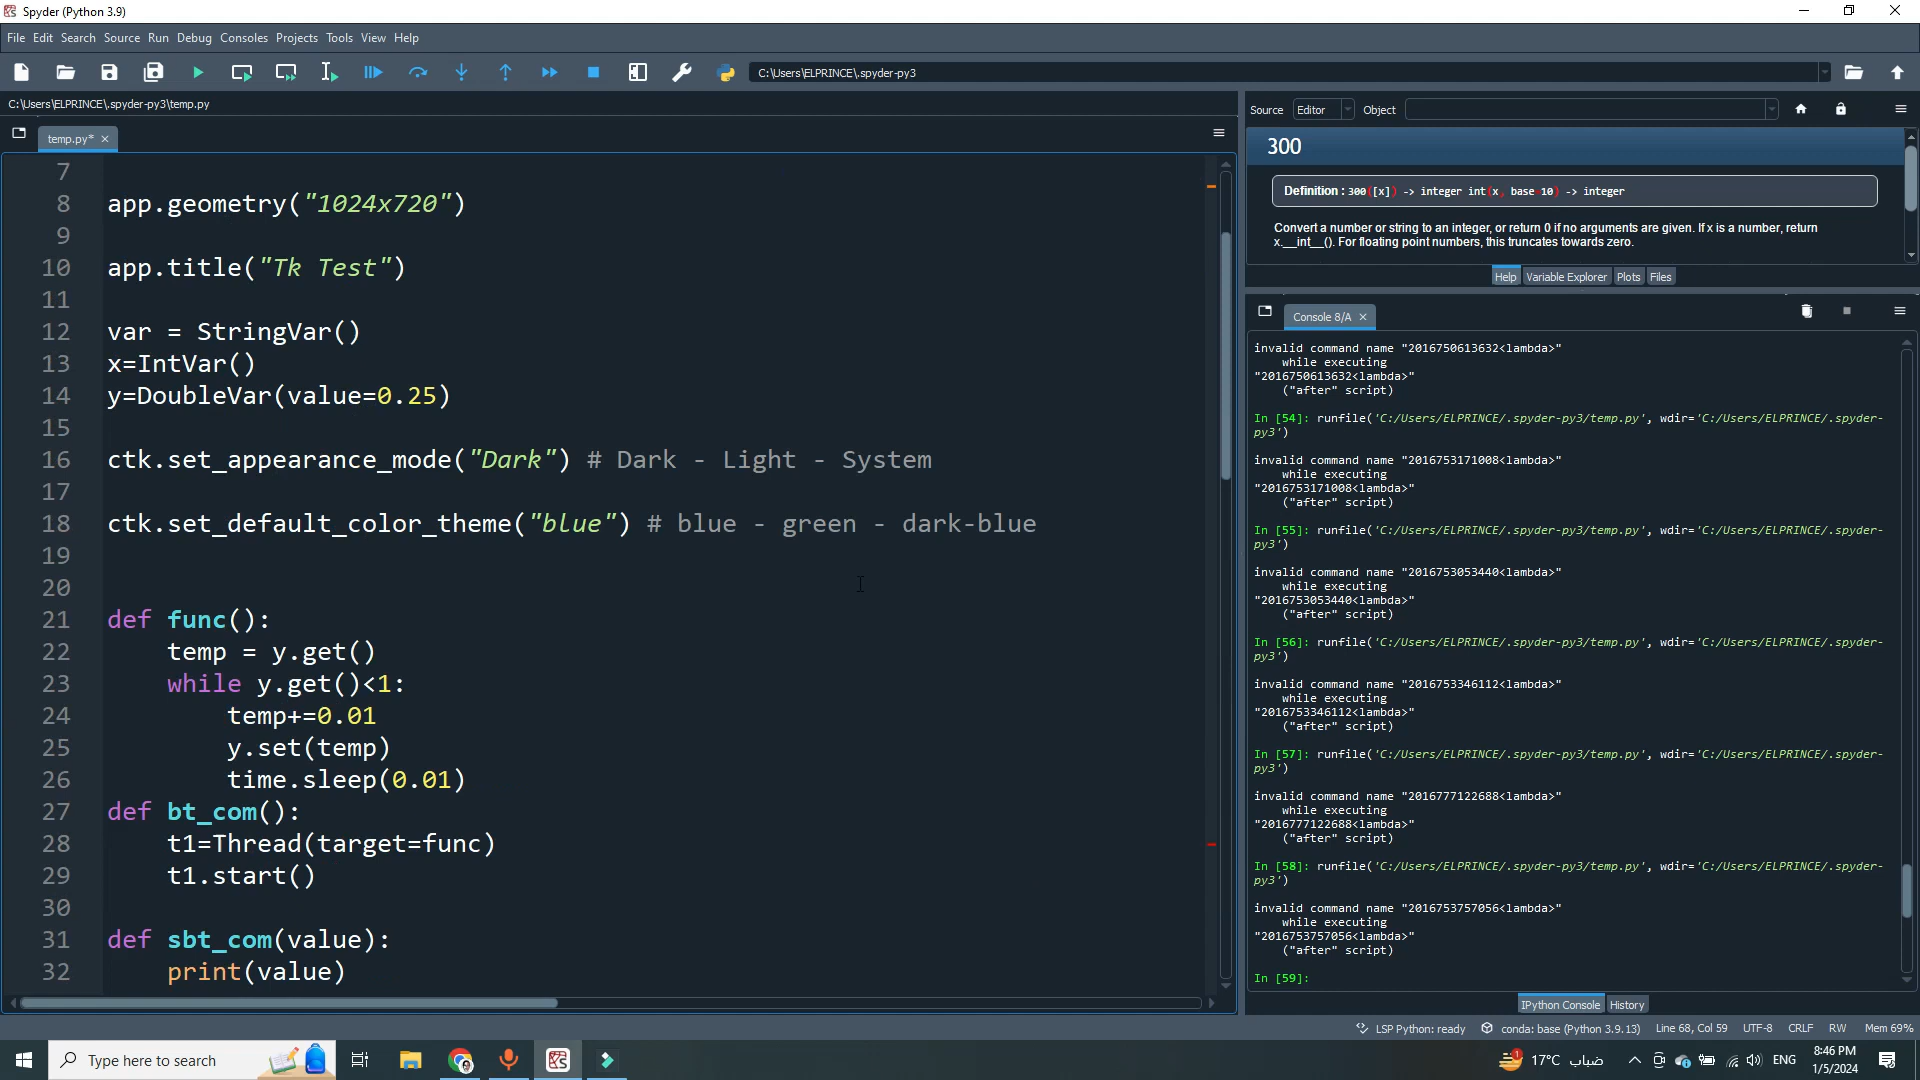 Spyder (Python 3.9)
File Edit Search Source Run Debug Consoles Projects Tools View Help
C:\Users\ELPRINCE\.spyder-py3
C:\Users\ELPRINCE\.spyder-py3\temp.py
temp.py*
7
8 app.geometry("1024x720")
9
10 app.title("Tk Test")
11
12 var = StringVar()
13 x=IntVar()
14 y=DoubleVar(value=0.25)
15
16 ctk.set_appearance_mode("Dark") # Dark - Light - System
17
18 ctk.set_default_color_theme("blue") # blue - green - dark-blue
19
20
21 def func():
22     temp = y.get()
23     while y.get()<1:
24         temp+=0.01
25         y.set(temp)
26         time.sleep(0.01)
27 def bt_com():
28     t1=Thread(target=func)
29     t1.start()
30
31 def sbt_com(value):
32     print(value)
Source Editor Object
300
Definition : 300([x]) -> integer int(x, base=10) -> integer
Convert a number or string to an integer, or return 0 if no arguments are given. If x is a number, return
x.__int__(). For floating point numbers, this truncates towards zero.
Help Variable Explorer Plots Files
Console 8/A
invalid command name "2016750613632<lambda>"
    while executing
"2016750613632<lambda>"
    ("after" script)
In [54]: runfile('C:/Users/ELPRINCE/.spyder-py3/temp.py', wdir='C:/Users/ELPRINCE/.spyder-
py3')
invalid command name "2016753171008<lambda>"
    while executing
"2016753171008<lambda>"
    ("after" script)
In [55]: runfile('C:/Users/ELPRINCE/.spyder-py3/temp.py', wdir='C:/Users/ELPRINCE/.spyder-
py3')
invalid command name "2016753053440<lambda>"
    while executing
"2016753053440<lambda>"
    ("after" script)
In [56]: runfile('C:/Users/ELPRINCE/.spyder-py3/temp.py', wdir='C:/Users/ELPRINCE/.spyder-
py3')
invalid command name "2016753346112<lambda>"
    while executing
"2016753346112<lambda>"
    ("after" script)
In [57]: runfile('C:/Users/ELPRINCE/.spyder-py3/temp.py', wdir='C:/Users/ELPRINCE/.spyder-
py3')
invalid command name "2016777122688<lambda>"
    while executing
"2016777122688<lambda>"
    ("after" script)
In [58]: runfile('C:/Users/ELPRINCE/.spyder-py3/temp.py', wdir='C:/Users/ELPRINCE/.spyder-
py3')
invalid command name "2016753757056<lambda>"
    while executing
"2016753757056<lambda>"
    ("after" script)
In [59]:
IPython Console History
LSP Python: ready conda: base (Python 3.9.13) Line 68, Col 59 UTF-8 CRLF RW Mem 69%
Type here to search
1 17°C ضباب ENG 8:46 PM
1/5/2024